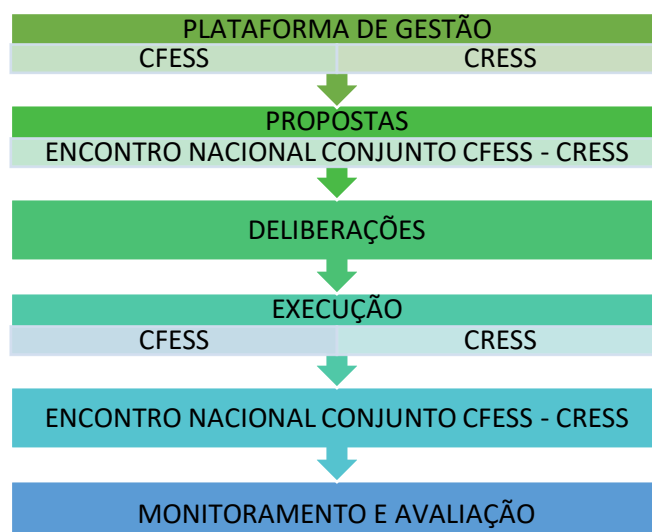 PLATAFORMA DE GESTÃO
CFESS CRESS
PROPOSTAS
ENCONTRO NACIONAL CONJUNTO CFESS - CRESS
DELIBERAÇÕES
EXECUÇÃO
CFESS CRESS
ENCONTRO NACIONAL CONJUNTO CFESS - CRESS
MONITORAMENTO E AVALIAÇÃO